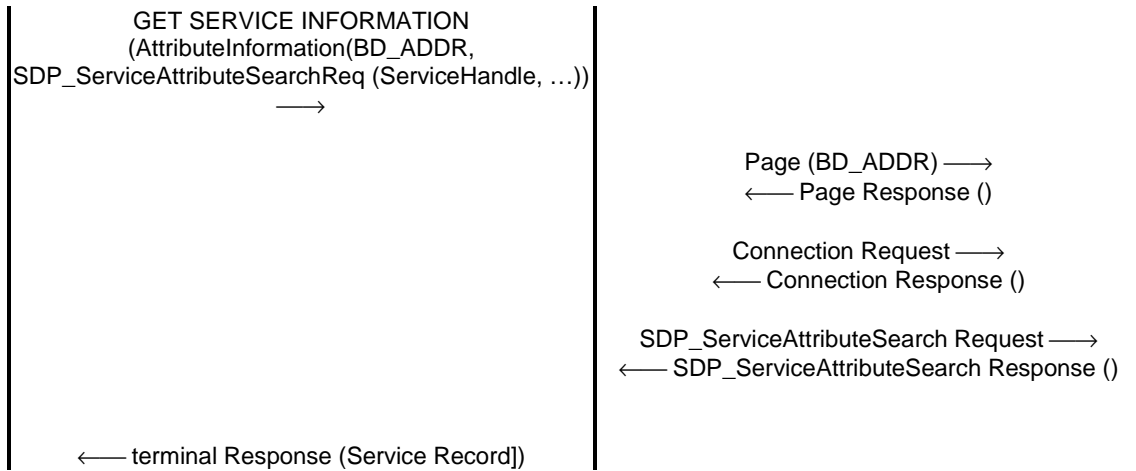 GET SERVICE INFORMATION
(AttributeInformation(BD_ADDR,
SDP_ServiceAttributeSearchReq (ServiceHandle, …))
⟶
Page (BD_ADDR) ⟶
⟵ Page Response ()
Connection Request ⟶
⟵ Connection Response ()
SDP_ServiceAttributeSearch Request ⟶
⟵ SDP_ServiceAttributeSearch Response ()
⟵ terminal Response (Service Record])